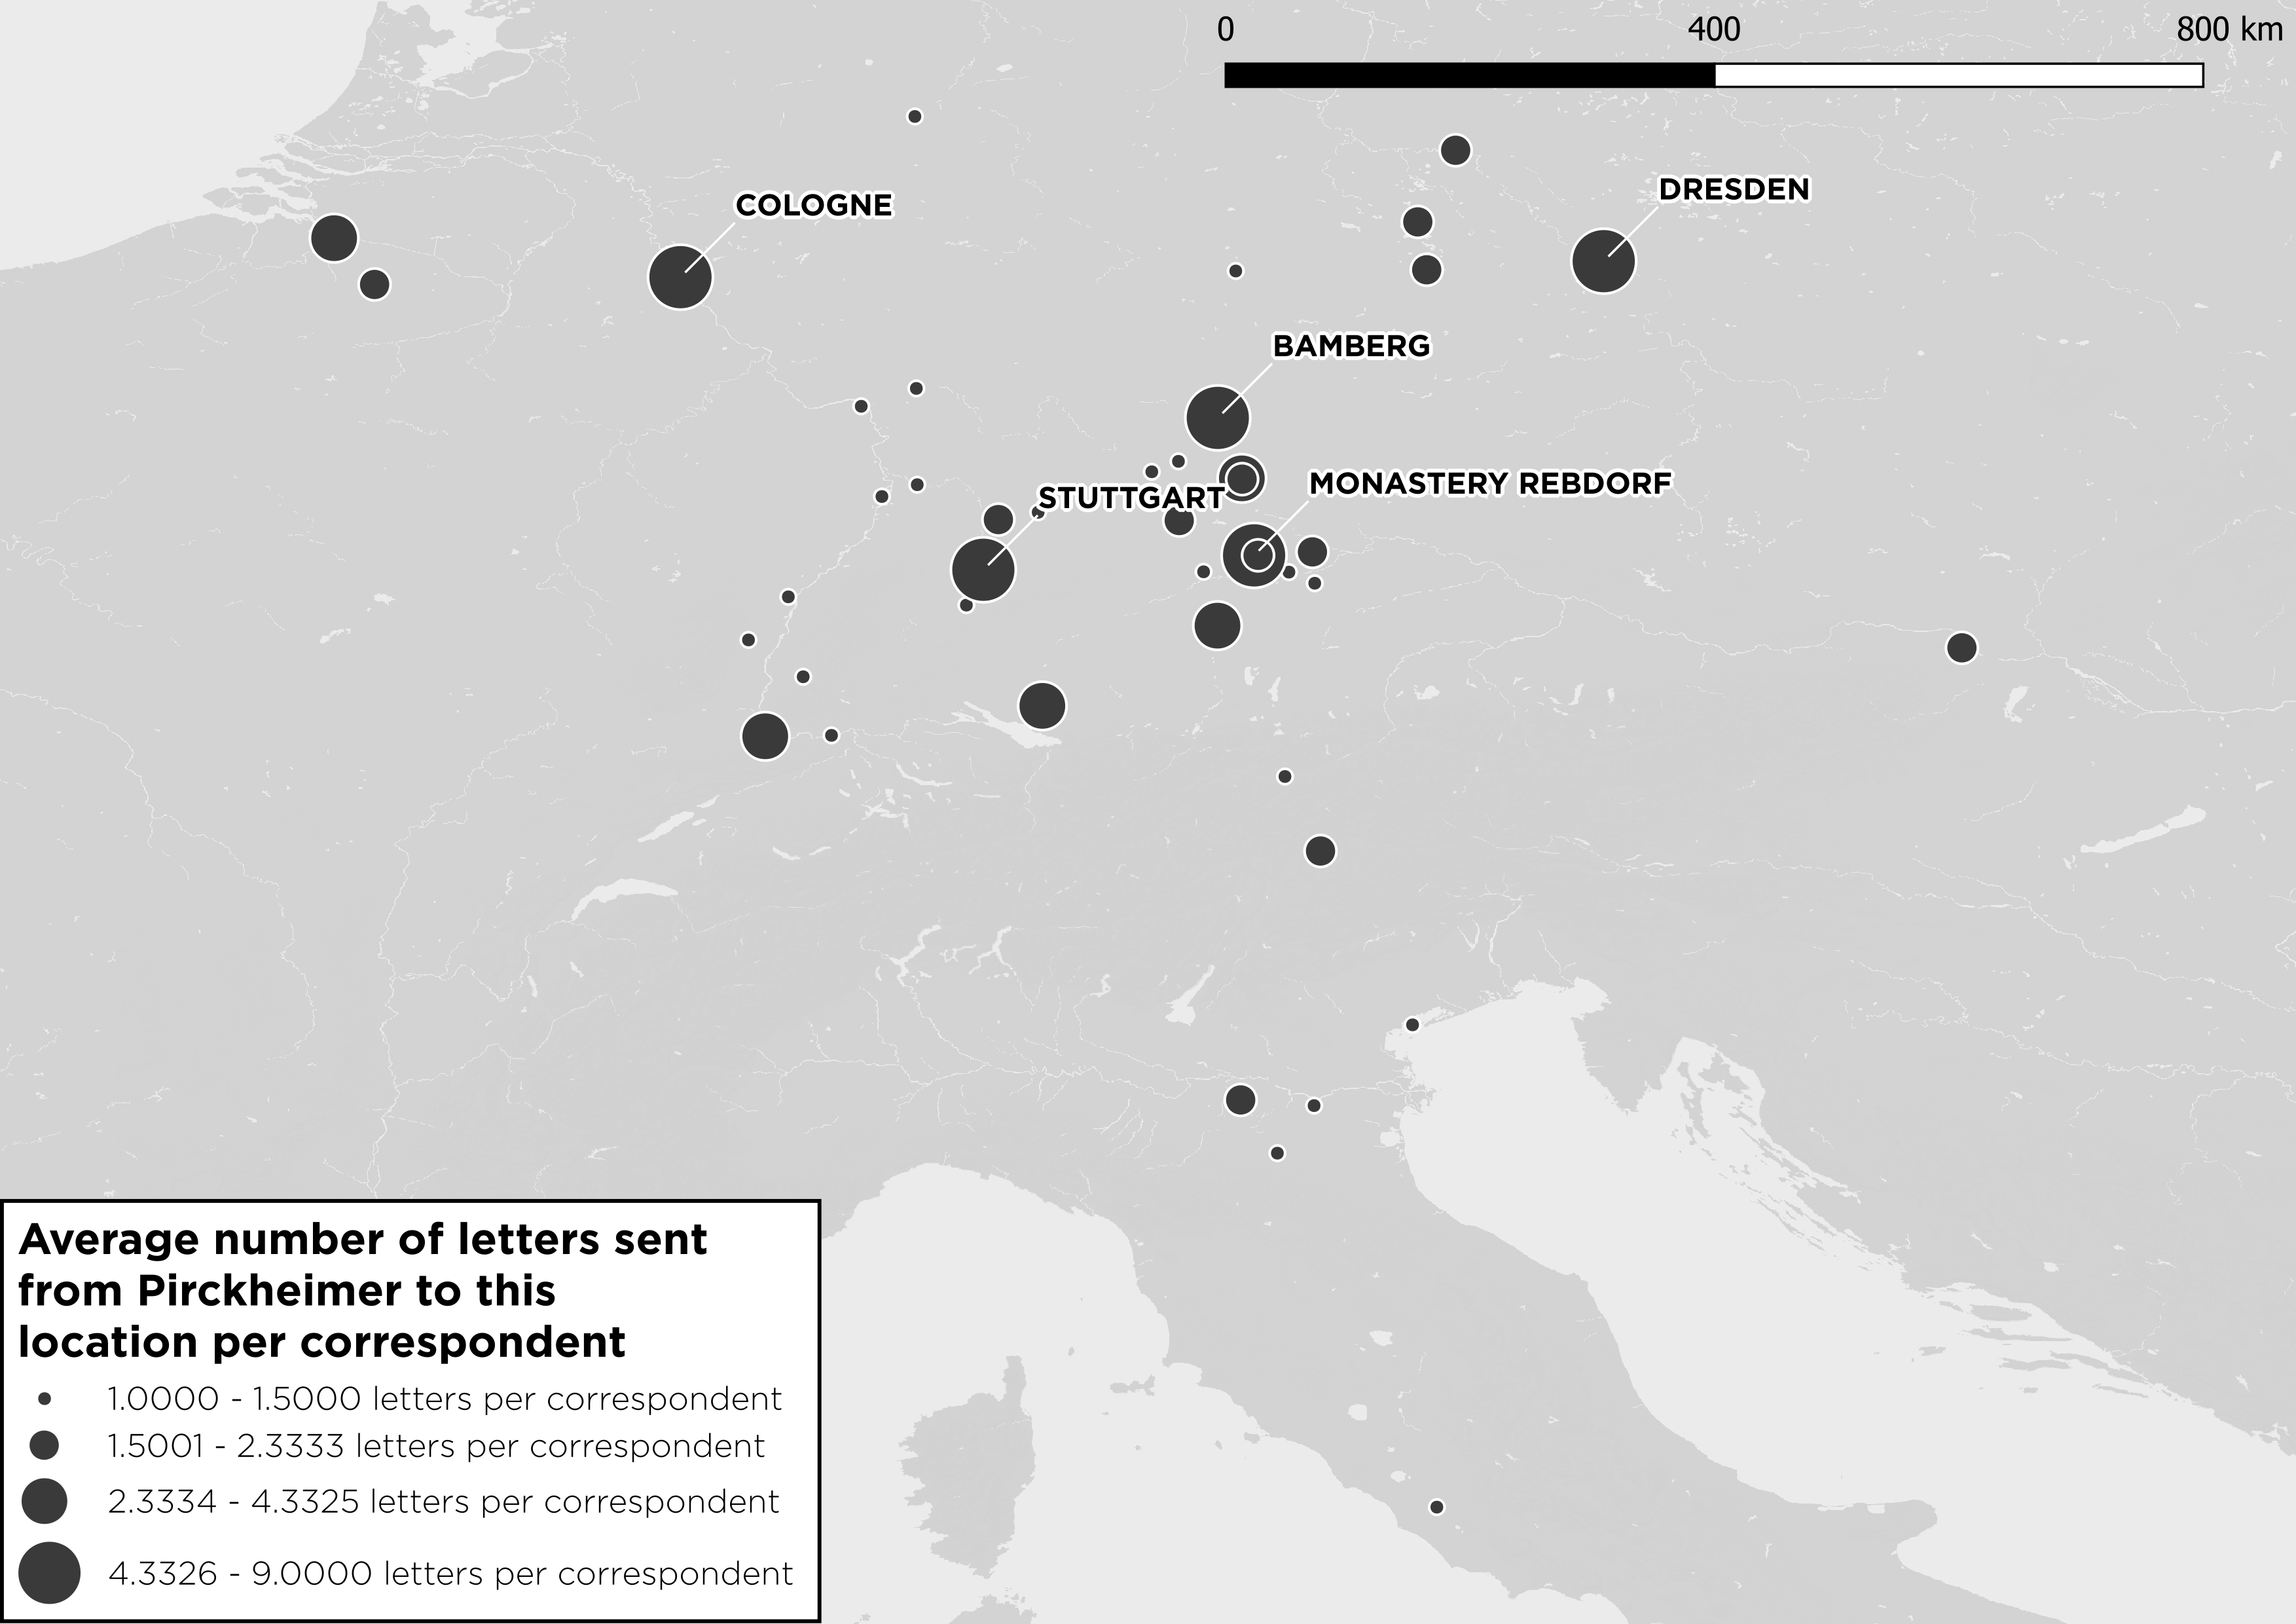 0 400 800 km
DRESDEN
COLOGNE
BAMBERG
MONASTERY REBDORF
STUTTGART
Average number of letters sent
from Pirckheimer to this
location per correspondent
1.0000 - 1.5000 letters per correspondent
1.5001 - 2.3333 letters per correspondent
2.3334 - 4.3325 letters per correspondent
4.3326 - 9.0000 letters per correspondent